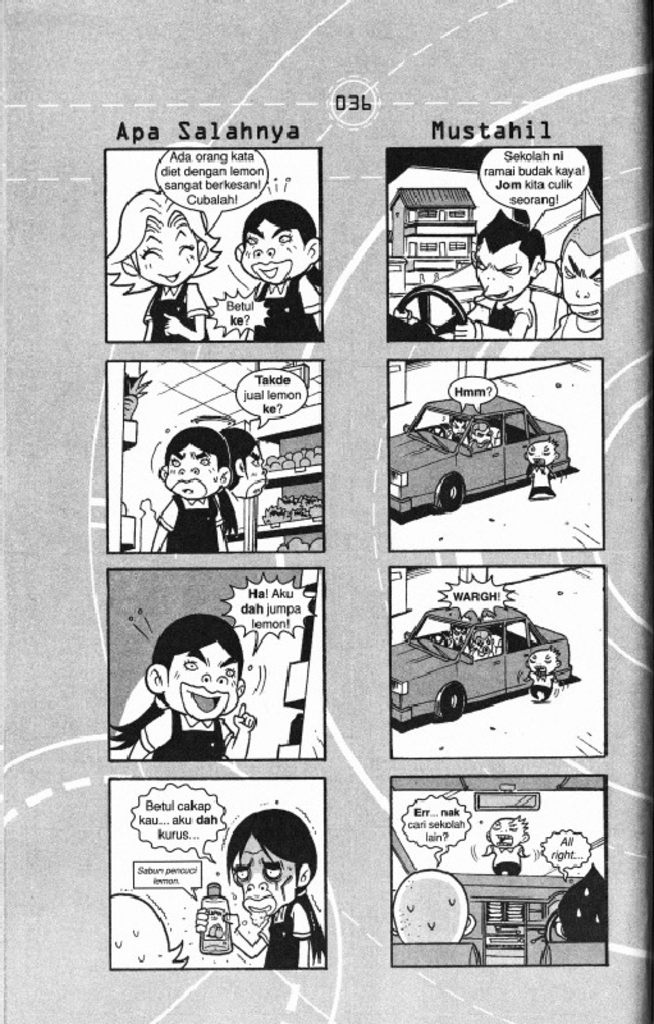 036
Apa Salahnya
Ada orang kata
diet dengan lemon
sangat berkesan!
Cubalah!
Betul
ke?
Takde
jual lemon
ke?
Ha! Aku
dah jumpa
lemon!
Betul cakap
kau... aku dah
kurus...
Sabun pencuci
lemon.
Mustahil
Sekolah ni
ramai budak kaya!
Jom kita culik
seorang!
Hmm?
WARGH!
Err... nak
cari sekolah
lain?
All
right...